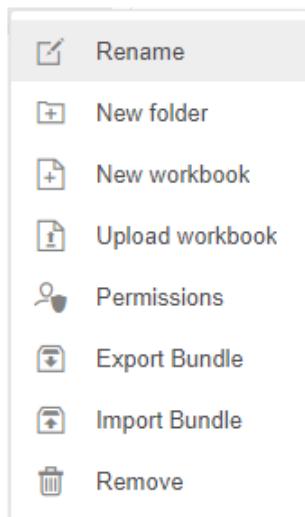 Rename
New folder
New workbook
Upload workbook
Permissions
Export Bundle
Import Bundle
Remove